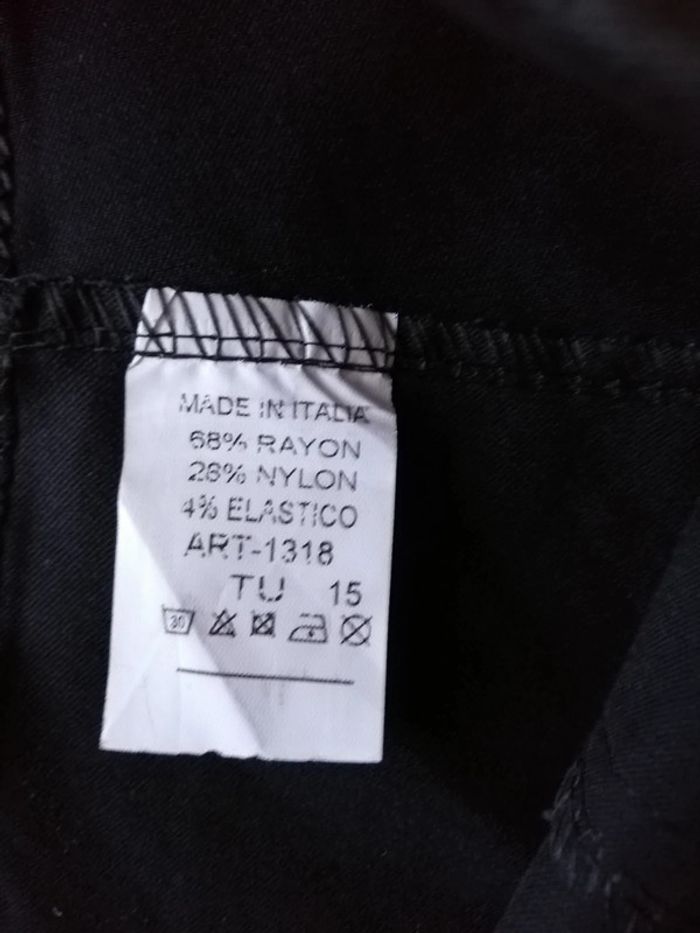 MADE IN ITALIA
68% RAYON
28% NYLON
4% ELASTICO
ART-1318
TU 15
30